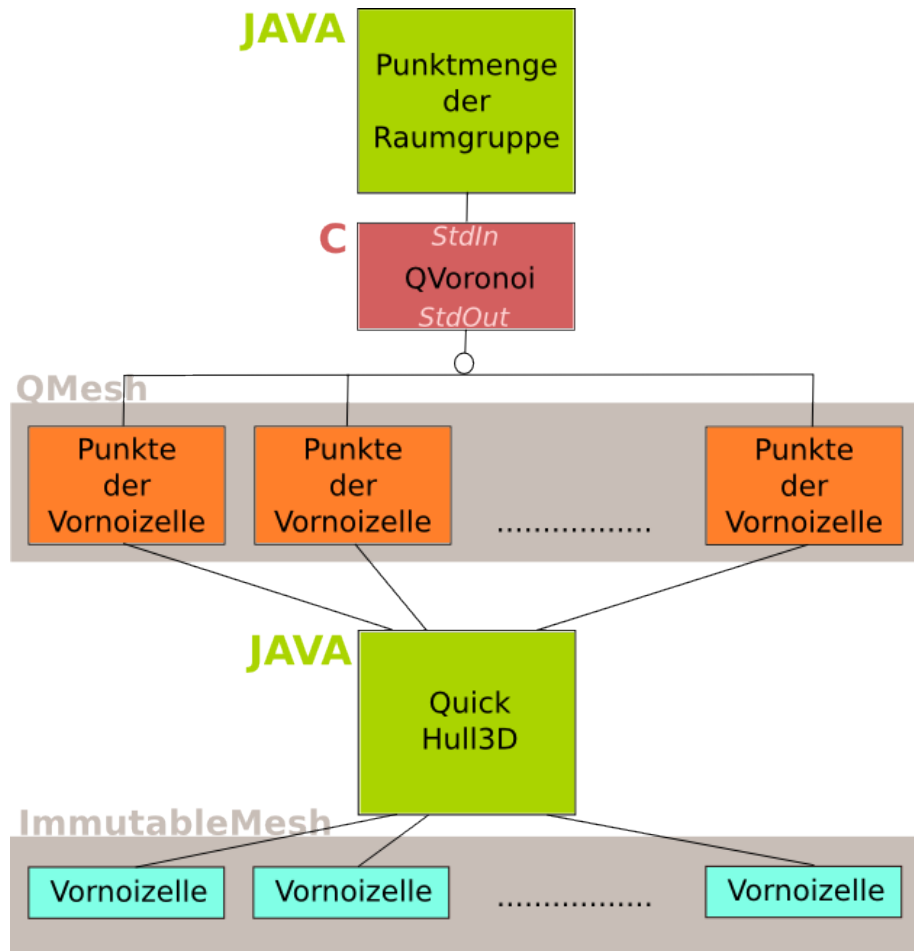 JAVA
Punktmenge
der
Raumgruppe
C
StdIn
QVoronoi
StdOut
QMesh
Punkte
der
Vornoizelle
Punkte
der
Vornoizelle
.................
Punkte
der
Vornoizelle
JAVA
Quick
Hull3D
ImmutableMesh
Vornoizelle
Vornoizelle
.................
Vornoizelle